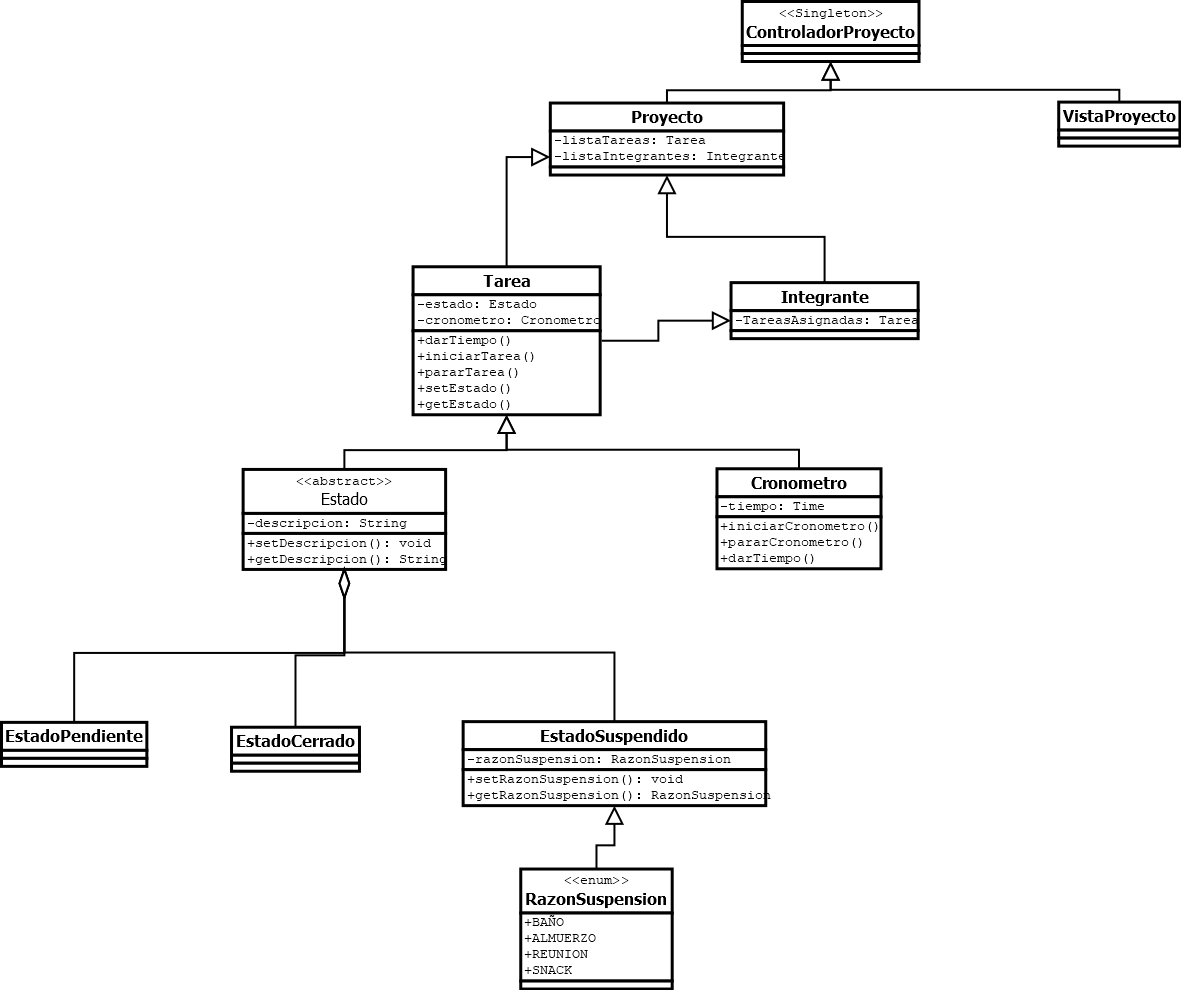 <<Singleton>>
ControladorProyecto
Proyecto
-listaTareas: Tarea
-listaIntegrantes: Integrante
VistaProyecto
Tarea
-estado: Estado
-cronometro: Cronometro
+darTiempo()
+iniciarTarea()
+pararTarea()
+setEstado()
+getEstado()
Integrante
-TareasAsignadas: Tarea
<<abstract>>
Estado
-descripcion: String
+setDescripcion(): void
+getDescripcion(): String
Cronometro
-tiempo: Time
+iniciarCronometro()
+pararCronometro()
+darTiempo()
EstadoPendiente
EstadoCerrado
EstadoSuspendido
-razonSuspension: RazonSuspension
+setRazonSuspension(): void
+getRazonSuspension(): RazonSuspension
<<enum>>
RazonSuspension
+BAÑO
+ALMUERZO
+REUNION
+SNACK